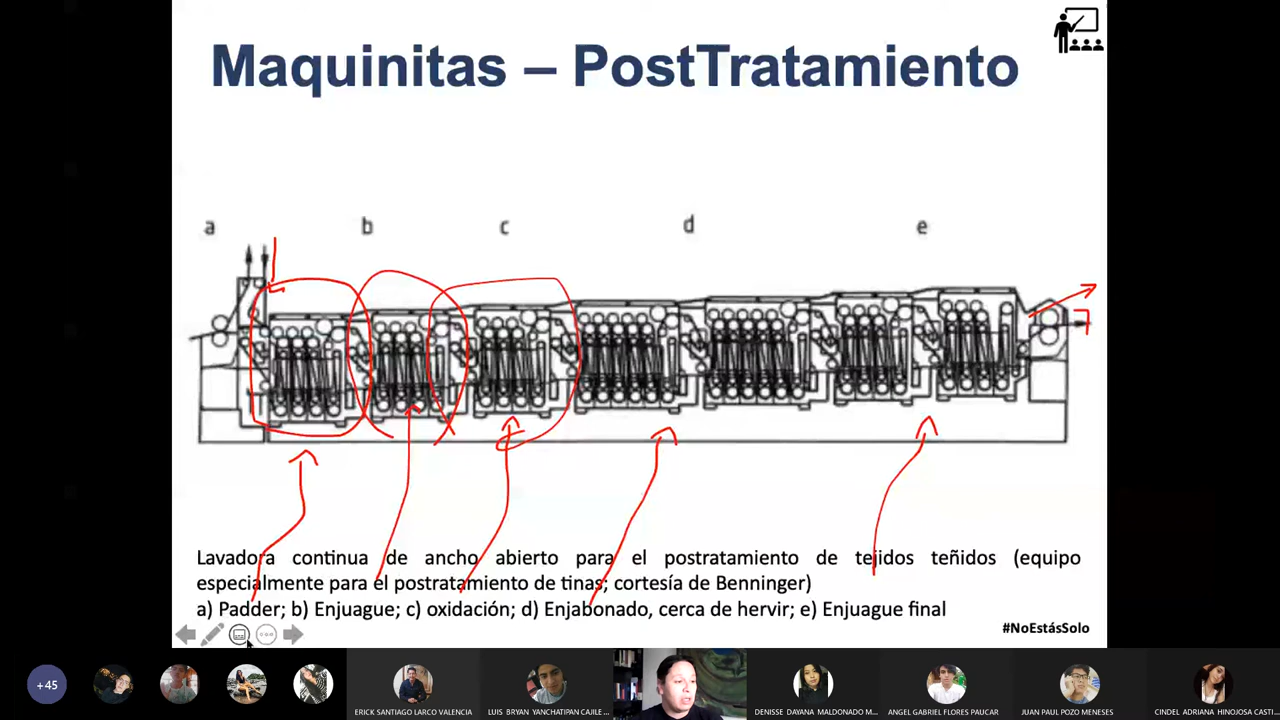 Maquinitas – PostTratamiento
a b c d e
Lavadora continua de ancho abierto para el postratamiento de tejidos teñidos (equipo
especialmente para el postratamiento de tinas; cortesía de Benninger)
a) Padder; b) Enjuague; c) oxidación; d) Enjabonado, cerca de hervir; e) Enjuague final
#NoEstásSolo
+45
ERICK SANTIAGO LARCO VALENCIA
LUIS BRYAN YANCHATIPAN CAJILE ...
DENISSE DAYANA MALDONADO M...
ANGEL GABRIEL FLORES PAUCAR
JUAN PAUL POZO MENESES
CINDEL ADRIANA HINOJOSA CASTI...